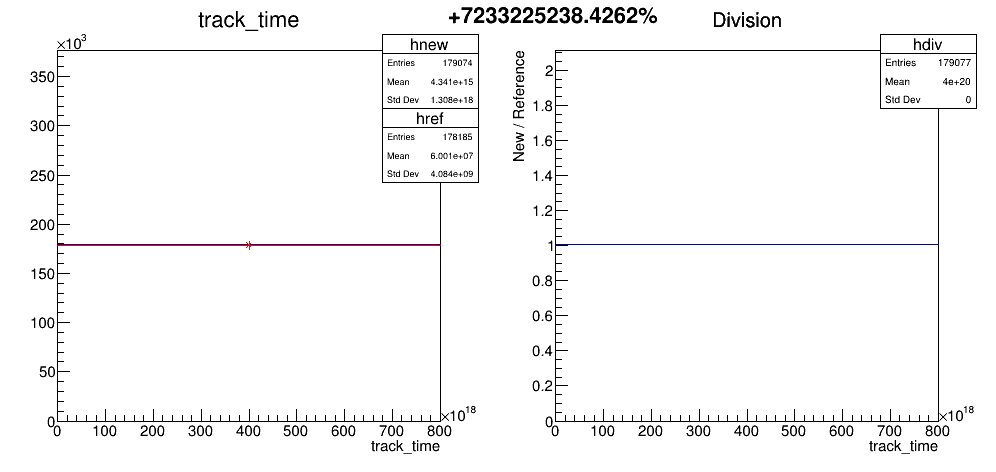 track_time
+7233225238.4262%
Division
×10³
hnew
Entries 179074
Mean 4.341e+15
Std Dev 1.308e+18
href
Entries 178185
Mean 6.001e+07
Std Dev 4.084e+09
350
300
250
200
150
100
50
0
0 100 200 300 400 500 600 700 800
×10¹⁸
track_time
hdiv
Entries 179077
Mean 4e+20
Std Dev 0
New / Reference
2
1.8
1.6
1.4
1.2
1
0.8
0.6
0.4
0.2
0
0 100 200 300 400 500 600 700 800
×10¹⁸
track_time